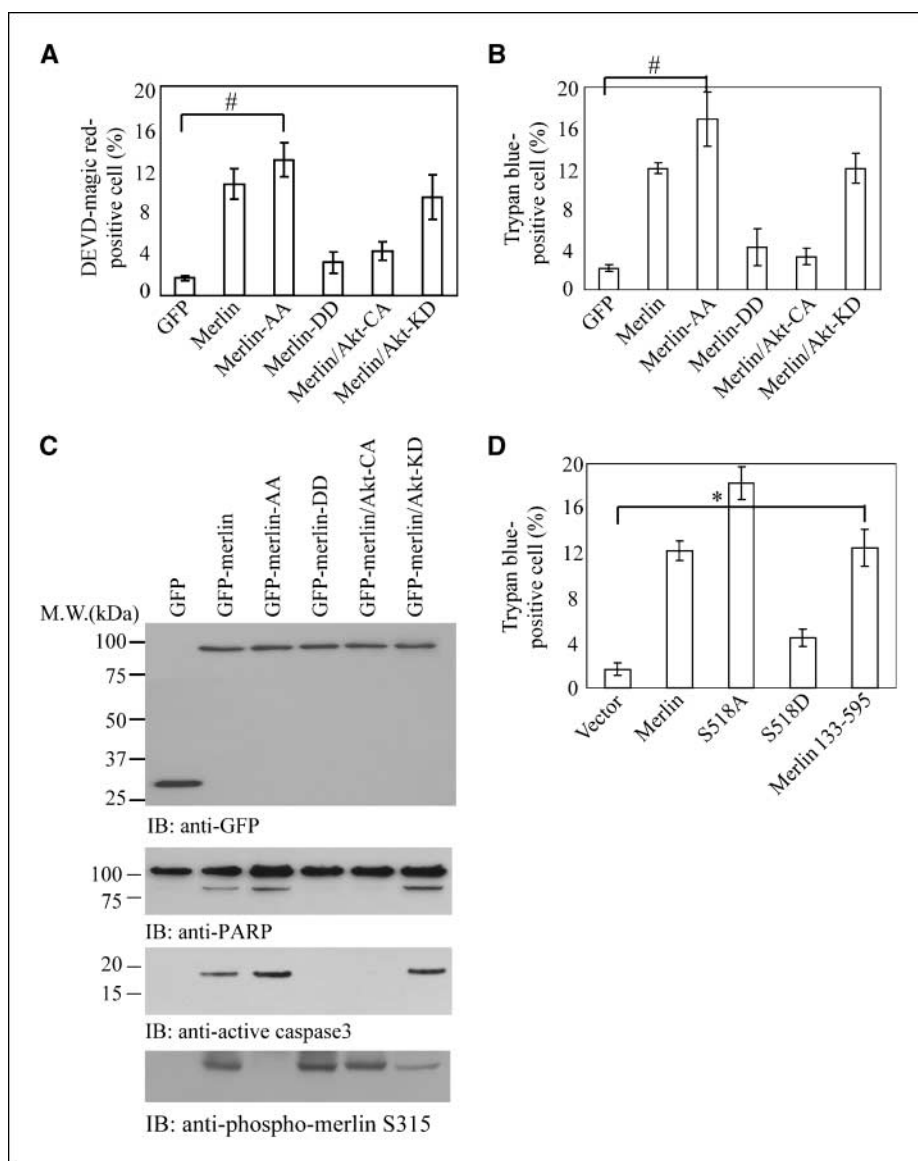 A
DEVD-magic red-
positive cell (%)
20
16
12
8
4
0
#
GFP
Merlin
Merlin-AA
Merlin-DD
Merlin/Akt-CA
Merlin/Akt-KD
B
Trypan blue-
positive cell (%)
20
16
12
8
4
0
#
GFP
Merlin
Merlin-AA
Merlin-DD
Merlin/Akt-CA
Merlin/Akt-KD
C
GFP
GFP-merlin
GFP-merlin-AA
GFP-merlin-DD
GFP-merlin/Akt-CA
GFP-merlin/Akt-KD
M.W.(kDa)
100
75
50
37
25
IB: anti-GFP
100
75
IB: anti-PARP
20
15
IB: anti-active caspase3
IB: anti-phospho-merlin S315
D
Trypan blue-
positive cell (%)
20
16
12
8
4
0
*
Vector
Merlin
S518A
S518D
Merlin 133-595